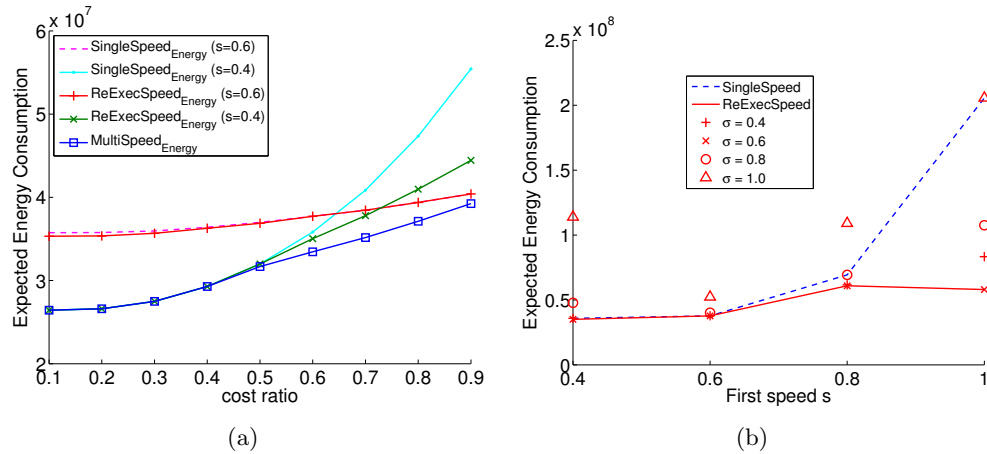 x 10^7
6
5
4
3
2
Expected Energy Consumption
SingleSpeed_Energy (s=0.6)
SingleSpeed_Energy (s=0.4)
ReExecSpeed_Energy (s=0.6)
ReExecSpeed_Energy (s=0.4)
MultiSpeed_Energy
0.1 0.2 0.3 0.4 0.5 0.6 0.7 0.8 0.9
cost ratio
(a)
x 10^8
2.5
2
1.5
1
0.5
0
Expected Energy Consumption
SingleSpeed
ReExecSpeed
σ = 0.4
σ = 0.6
σ = 0.8
σ = 1.0
0.4 0.6 0.8 1
First speed s
(b)